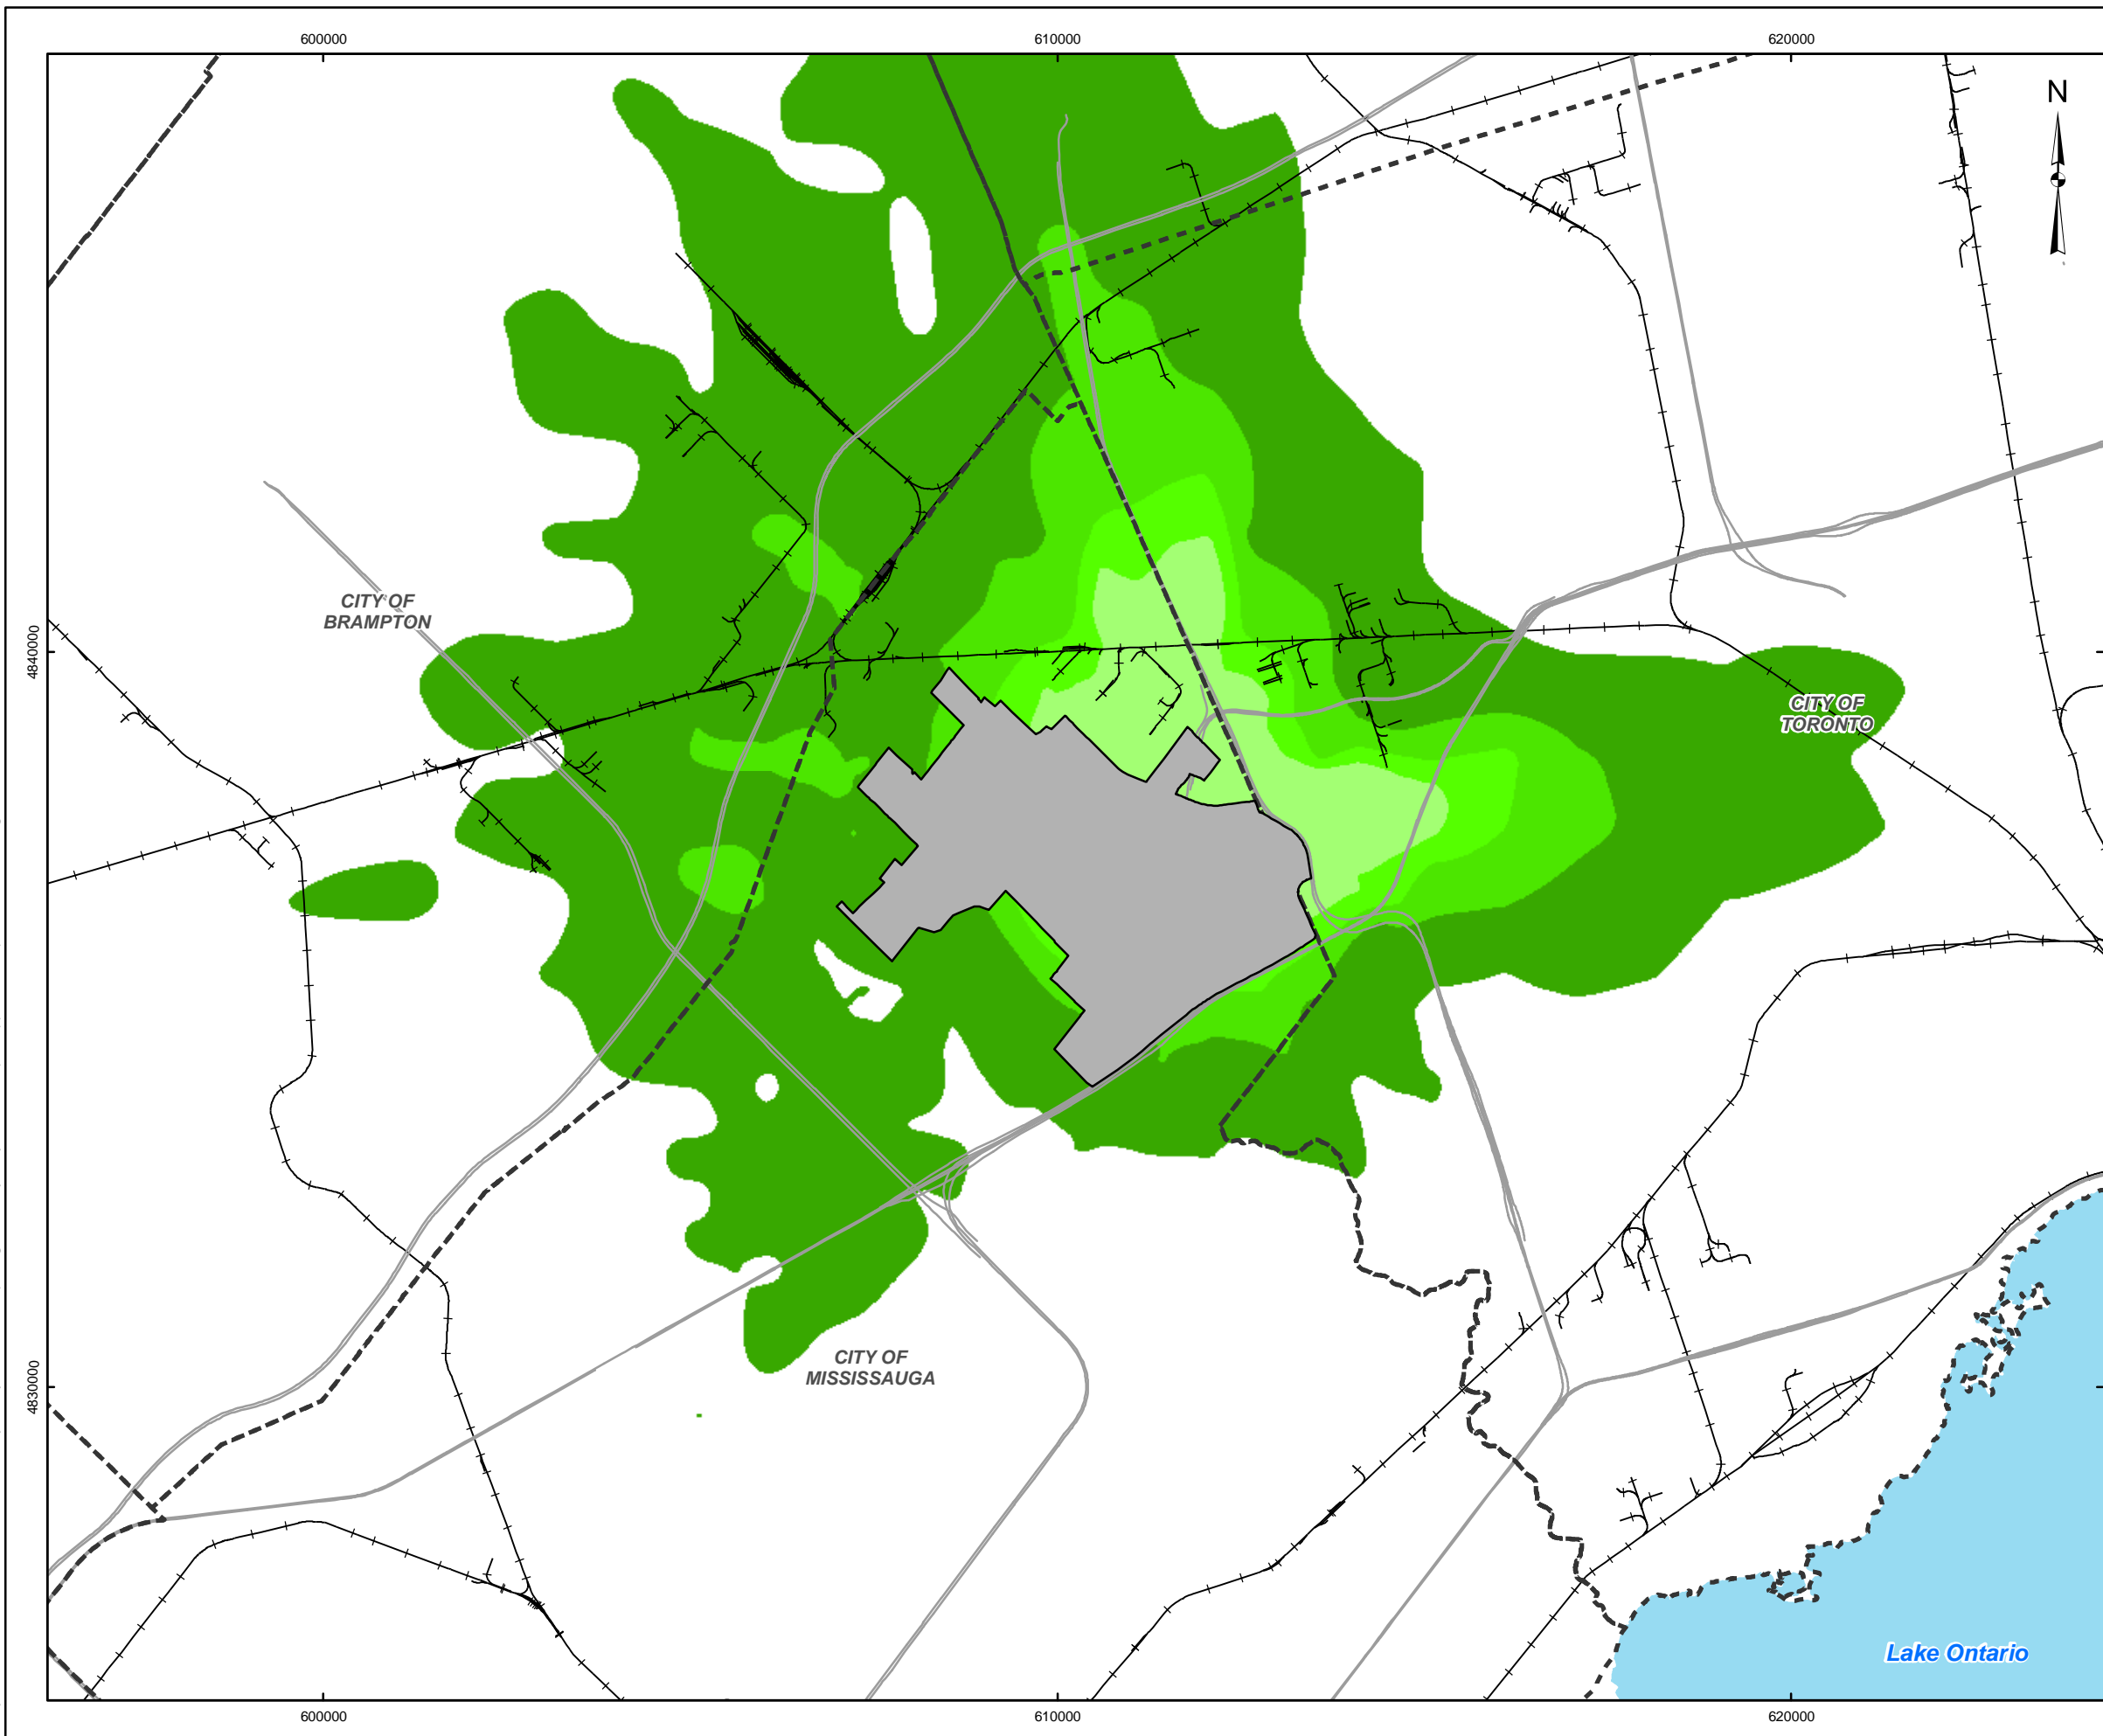 600000
610000
620000
N
4840000
CITY OF
BRAMPTON
CITY OF
TORONTO
4830000
CITY OF
MISSISSAUGA
Lake Ontario
600000
610000
620000